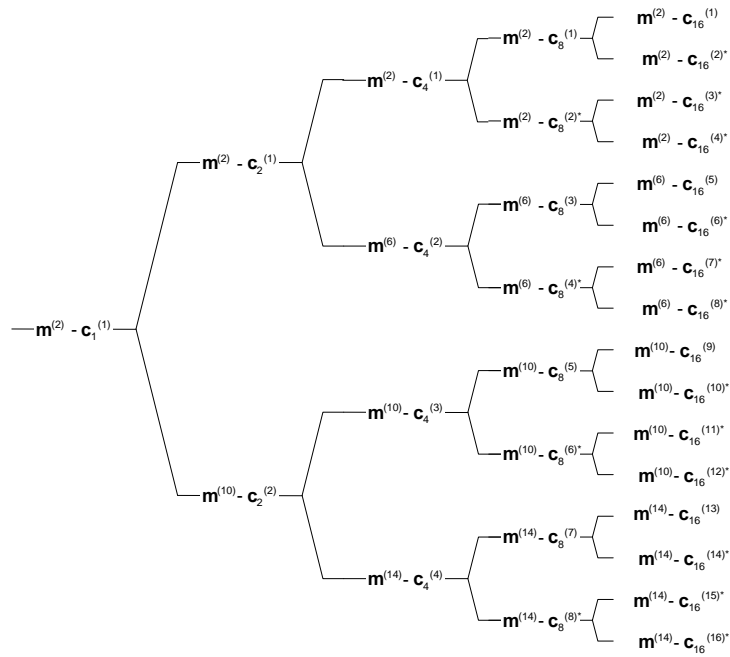 m(2) - c16(1)
m(2) - c8(1)
m(2) - c16(2)*
m(2) - c4(1)
m(2) - c16(3)*
m(2) - c8(2)*
m(2) - c16(4)*
m(2) - c2(1)
m(6) - c16(5)
m(6) - c8(3)
m(6) - c16(6)*
m(6) - c4(2)
m(6) - c16(7)*
m(6) - c8(4)*
m(6) - c16(8)*
m(2) - c1(1)
m(10) - c16(9)
m(10) - c8(5)
m(10) - c16(10)*
m(10) - c4(3)
m(10) - c16(11)*
m(10) - c8(6)*
m(10) - c16(12)*
m(10) - c2(2)
m(14) - c16(13)
m(14) - c8(7)
m(14) - c16(14)*
m(14) - c4(4)
m(14) - c16(15)*
m(14) - c8(8)*
m(14) - c16(16)*